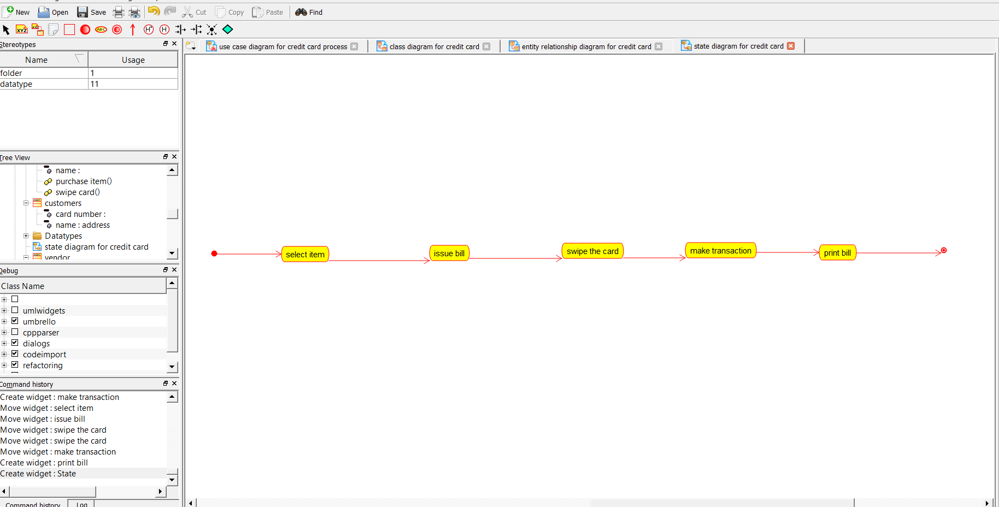 New Open Save Cut Copy Paste Find
XYZ XYZ ABC H* H
Stereotypes
Name Usage
folder 1
datatype 11
Tree View
name :
purchase item()
swipe card()
customers
card number :
name : address
Datatypes
state diagram for credit card
vendor
Debug
Class Name
umlwidgets
umbrello
cppparser
dialogs
codeimport
refactoring
Command history
Create widget : make transaction
Move widget : select item
Move widget : issue bill
Move widget : swipe the card
Move widget : swipe the card
Move widget : make transaction
Create widget : print bill
Create widget : State
Command history Log
use case diagram for credit card process class diagram for credit card entity relationship diagram for credit card state diagram for credit card
select item issue bill swipe the card make transaction print bill